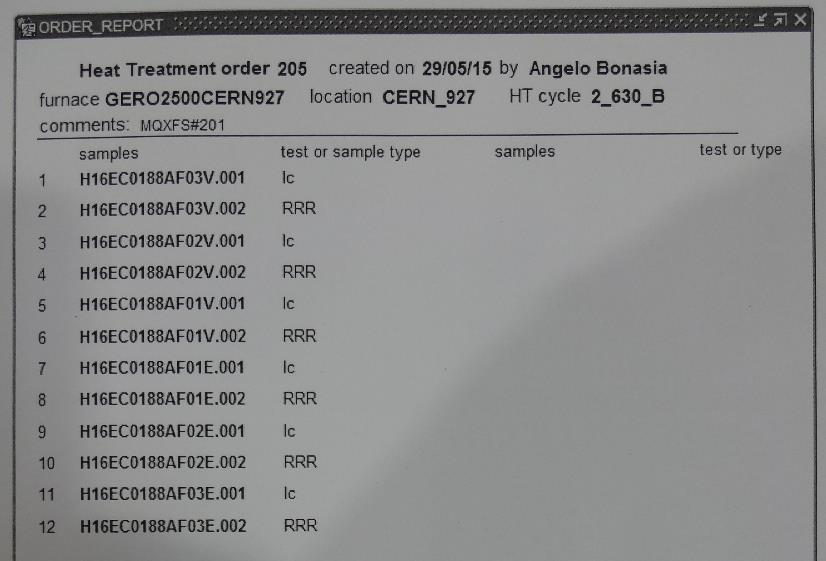 ORDER_REPORT
Heat Treatment order 205 created on 29/05/15 by Angelo Bonasia
furnace GERO2500CERN927 location CERN_927 HT cycle 2_630_B
comments: MQXFS#201
samples test or sample type samples test or type
1 H16EC0188AF03V.001 Ic
2 H16EC0188AF03V.002 RRR
3 H16EC0188AF02V.001 Ic
4 H16EC0188AF02V.002 RRR
5 H16EC0188AF01V.001 Ic
6 H16EC0188AF01V.002 RRR
7 H16EC0188AF01E.001 Ic
8 H16EC0188AF01E.002 RRR
9 H16EC0188AF02E.001 Ic
10 H16EC0188AF02E.002 RRR
11 H16EC0188AF03E.001 Ic
12 H16EC0188AF03E.002 RRR